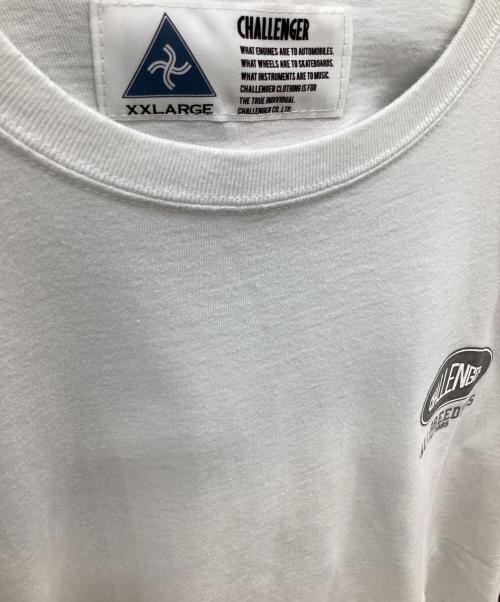 XXLARGE
CHALLENGER
WHAT ENGINES ARE TO AUTOMOBILES.
WHAT WHEELS ARE TO SKATEBOARDS.
WHAT INSTRUMENTS ARE TO MUSIC.
CHALLENGER CLOTHING IS FOR
THE TRUE INDIVIDUAL.
CHALLENGER CO.,LTD.
CHALLENGER